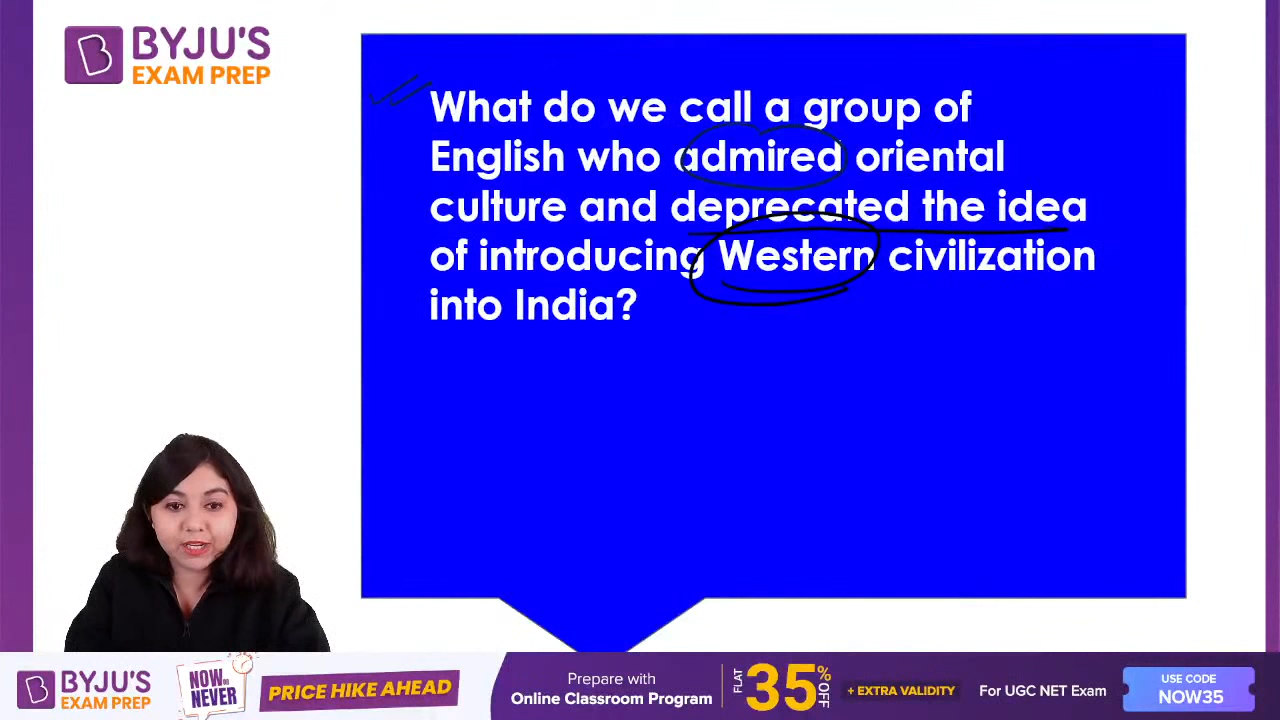 BYJU'S
EXAM PREP
What do we call a group of
English who admired oriental
culture and deprecated the idea
of introducing Western civilization
into India?
BYJU'S
EXAM PREP
NOW OR
NEVER
PRICE HIKE AHEAD
Prepare with
Online Classroom Program
FLAT
35% OFF
+ EXTRA VALIDITY
For UGC NET Exam
USE CODE
NOW35